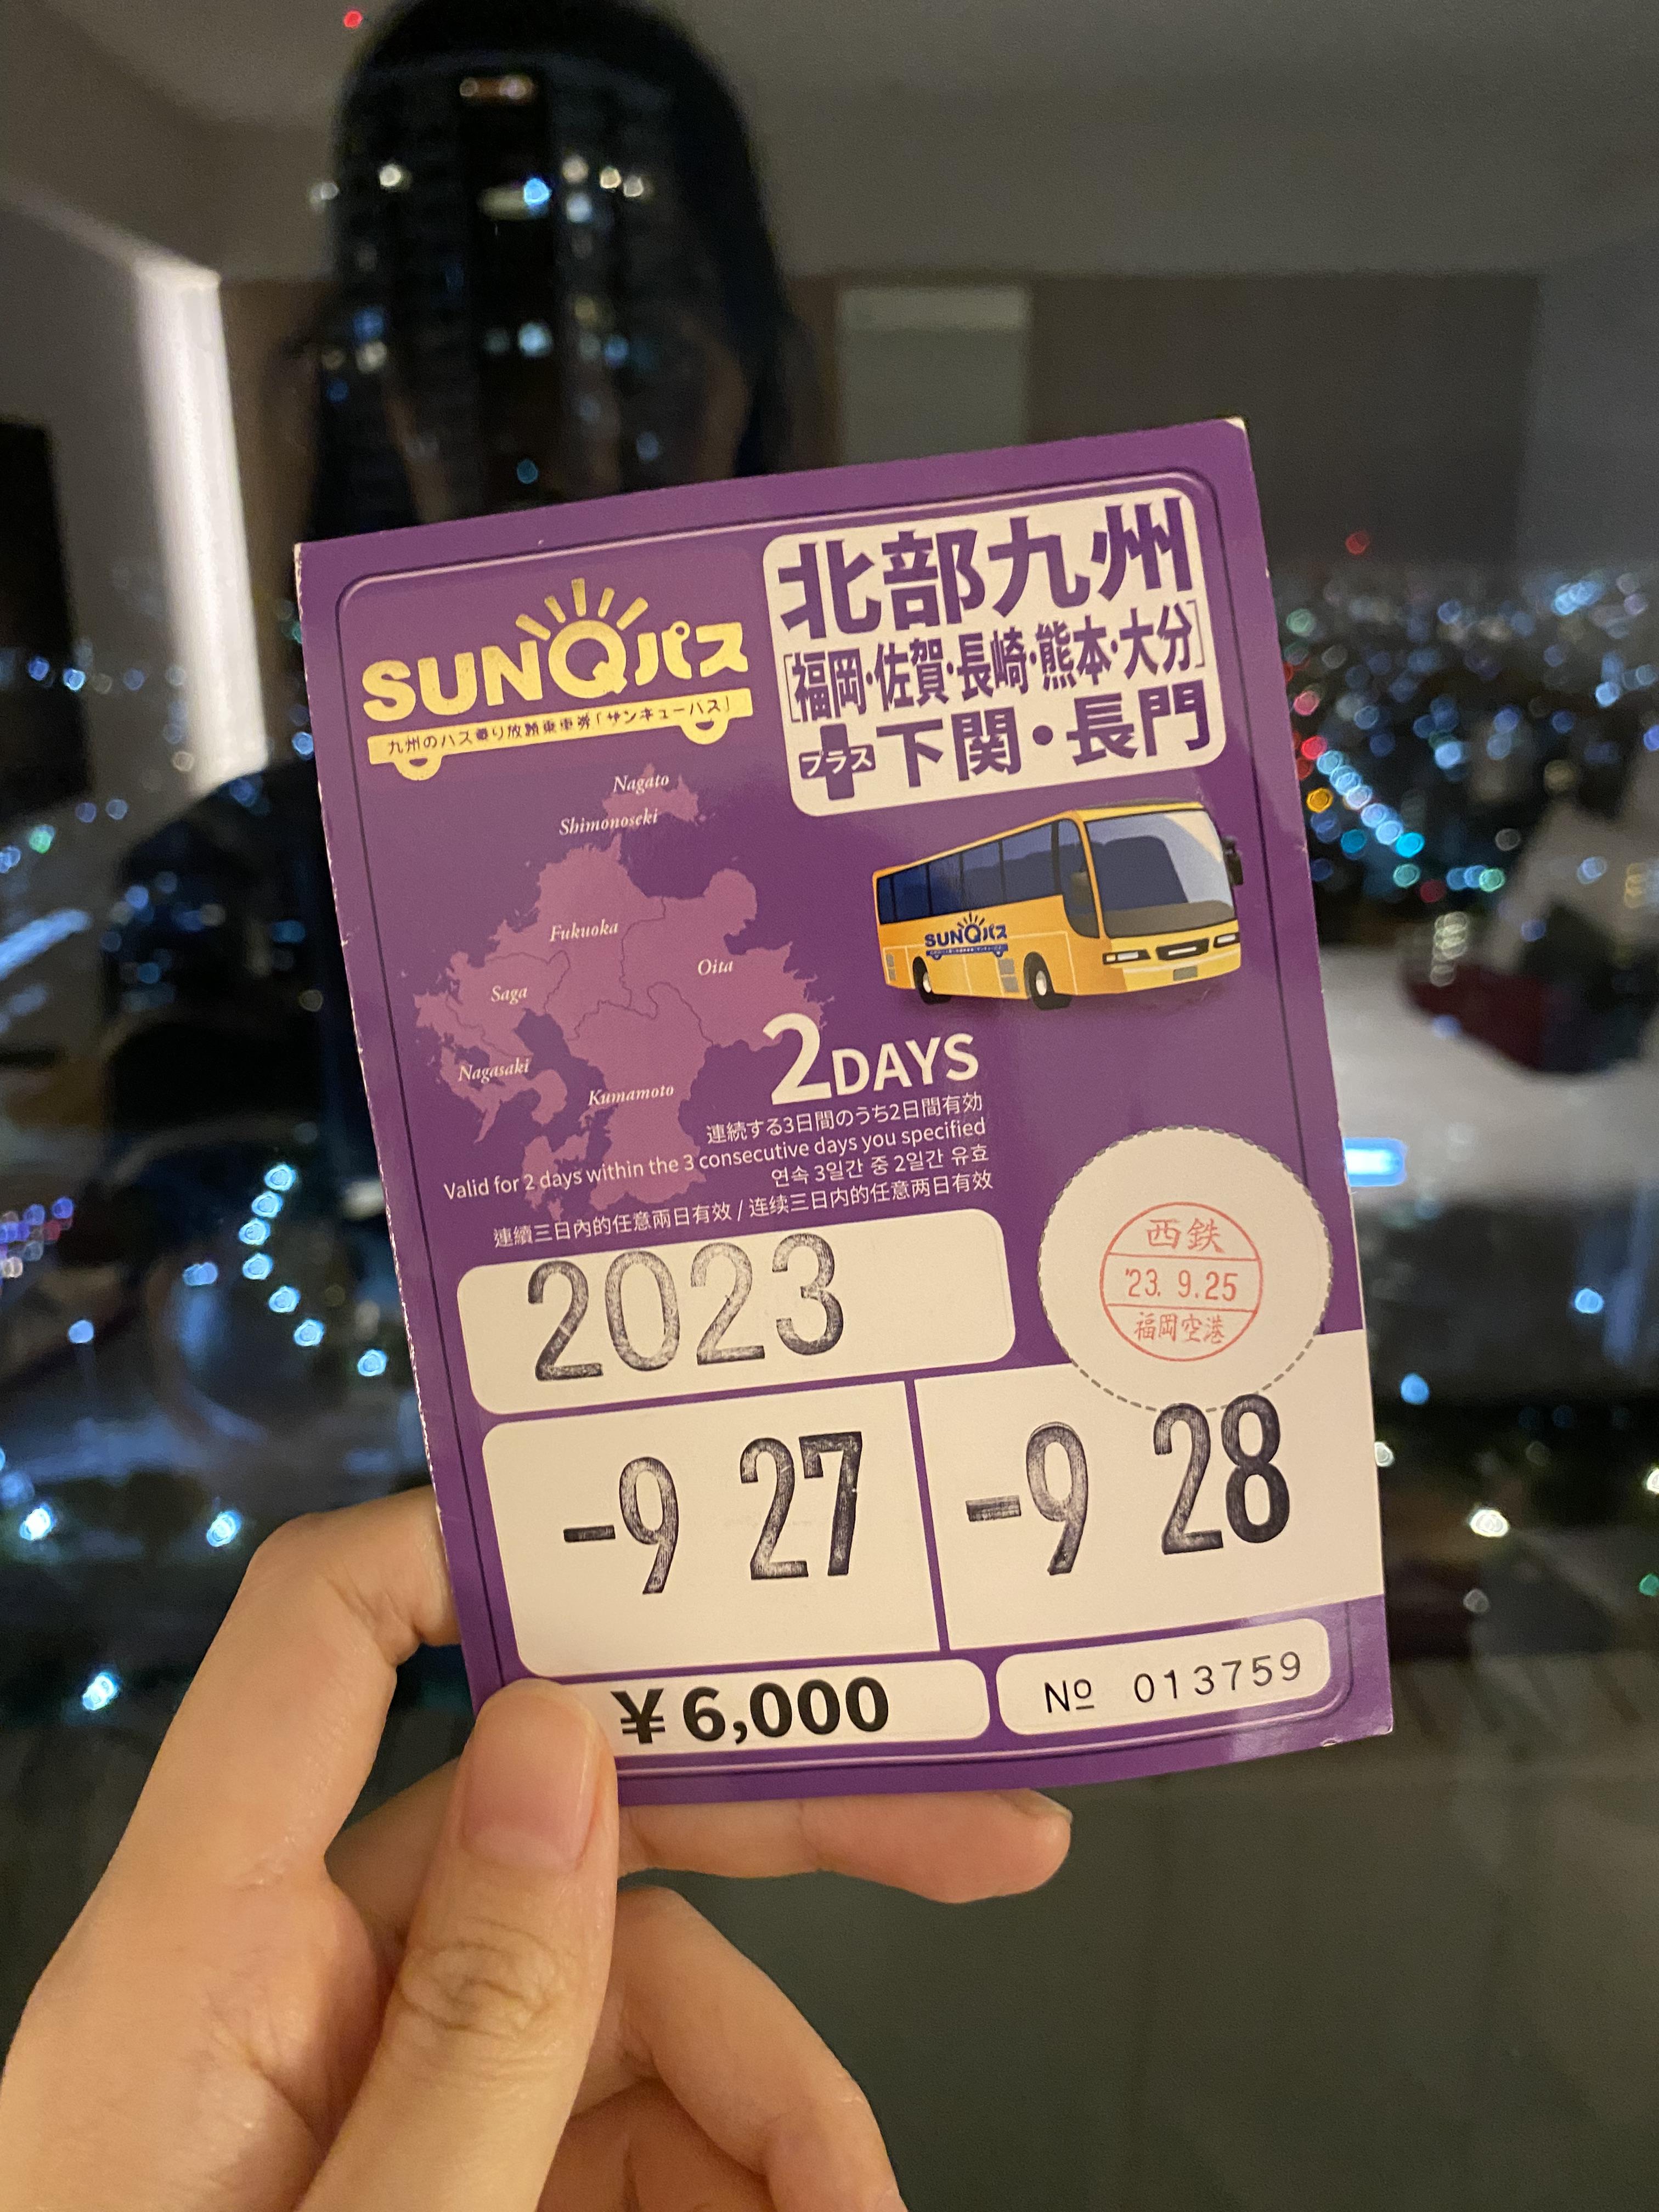 SUNQパス
九州のバス乗り放題乗車券「サンキューパス」
北部九州
[福岡・佐賀・長崎・熊本・大分]
プラス下関・長門
Nagato
Shimonoseki
Fukuoka
Oita
Saga
Nagasaki
Kumamoto
SUNQパス
2DAYS
連続する3日間のうち2日間有効
Valid for 2 days within the 3 consecutive days you specified
연속 3일간 중 2일간 유효
連續三日內的任意兩日有效 / 连续三日内的任意两日有效
2023
西鉄
'23. 9.25
福岡空港
-9 27
-9 28
¥6,000
Nº 013759